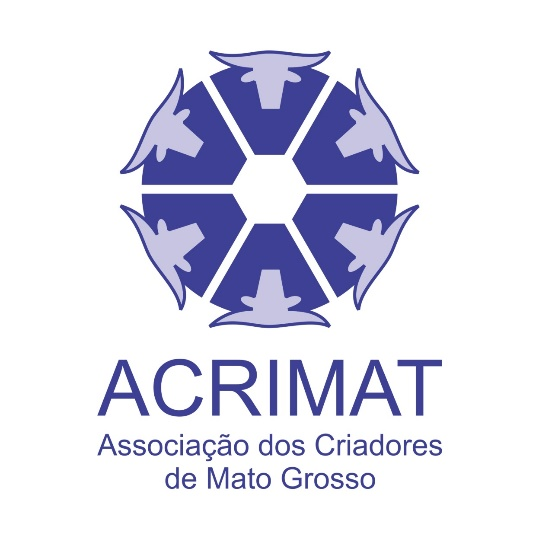 ACRIMAT
Associação dos Criadores
de Mato Grosso